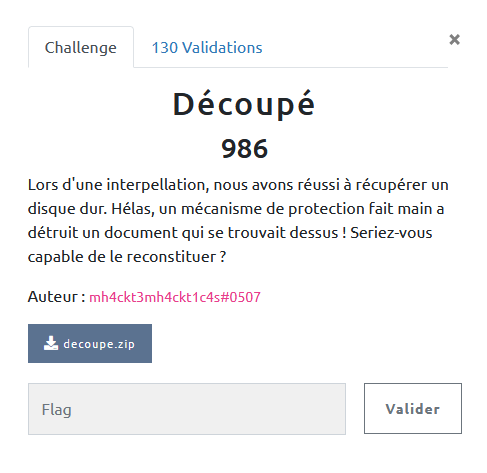 Challenge
130 Validations
×
Découpé
986
Lors d'une interpellation, nous avons réussi à récupérer un
disque dur. Hélas, un mécanisme de protection fait main a
détruit un document qui se trouvait dessus ! Seriez-vous
capable de le reconstituer ?
Auteur : mh4ckt3mh4ckt1c4s#0507
decoupe.zip
Flag
Valider